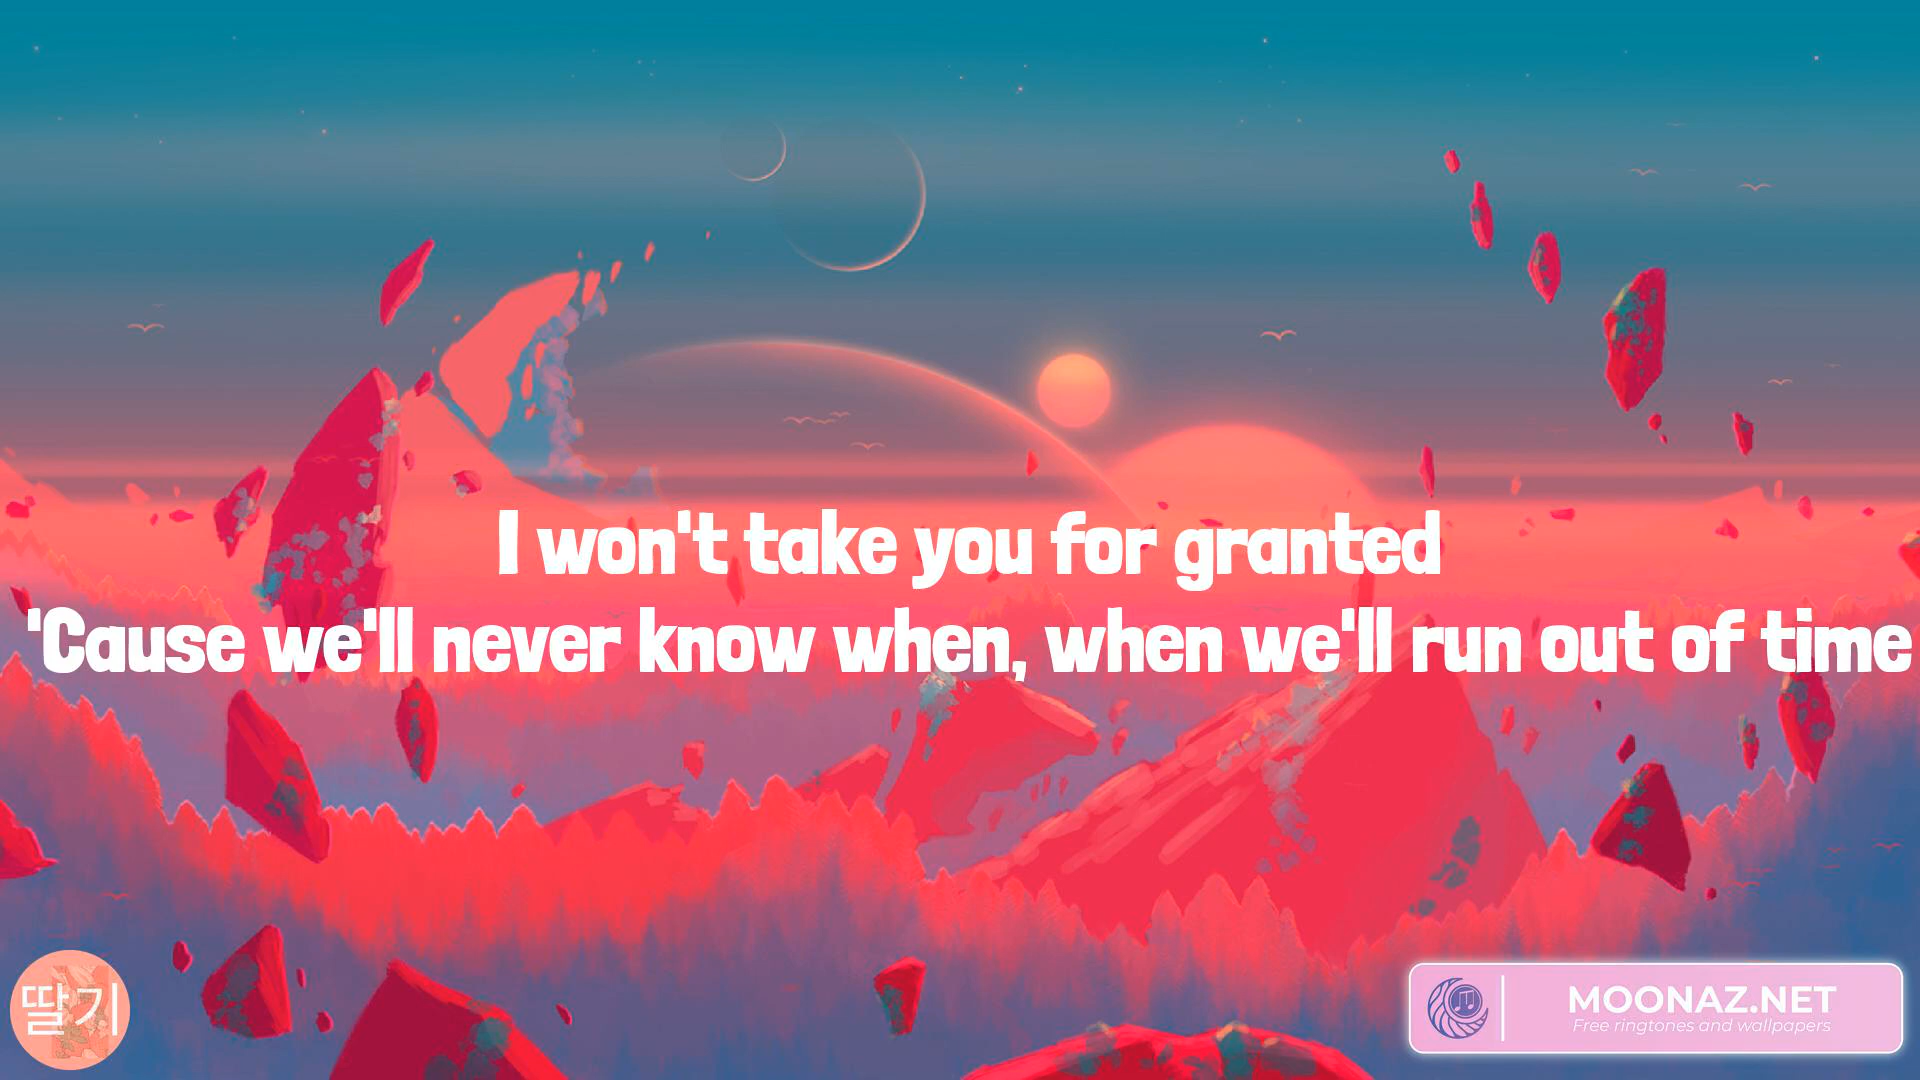 I won't take you for granted
'Cause we'll never know when, when we'll run out of time
딸기
MOONAZ.NET
Free ringtones and wallpapers